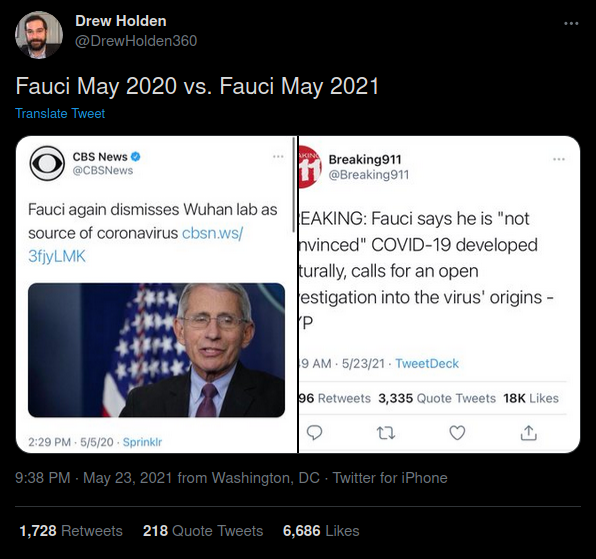 Drew Holden
@DrewHolden360
Fauci May 2020 vs. Fauci May 2021
Translate Tweet
CBS News
@CBSNews
Fauci again dismisses Wuhan lab as
source of coronavirus cbsn.ws/
3fjyLMK
2:29 PM · 5/5/20 · Sprinklr
AKING
11
Breaking911
@Breaking911
EAKING: Fauci says he is "not
nvinced" COVID-19 developed
turally, calls for an open
estigation into the virus' origins -
YP
9 AM · 5/23/21 · TweetDeck
96 Retweets 3,335 Quote Tweets 18K Likes
9:38 PM · May 23, 2021 from Washington, DC · Twitter for iPhone
1,728 Retweets 218 Quote Tweets 6,686 Likes